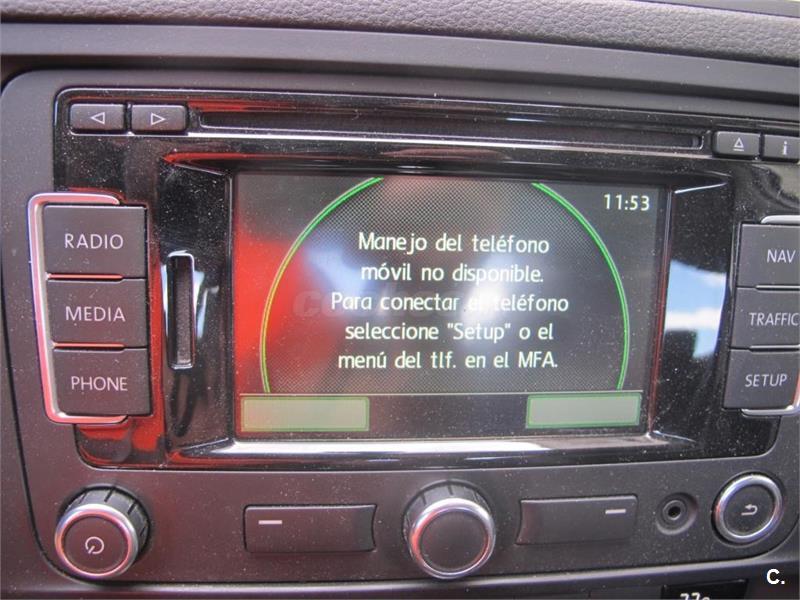 11:53
Manejo del teléfono
móvil no disponible.
Para conectar el teléfono
seleccione "Setup" o el
menú del tlf. en el MFA.
RADIO
MEDIA
PHONE
NAV
TRAFFIC
SETUP
C.